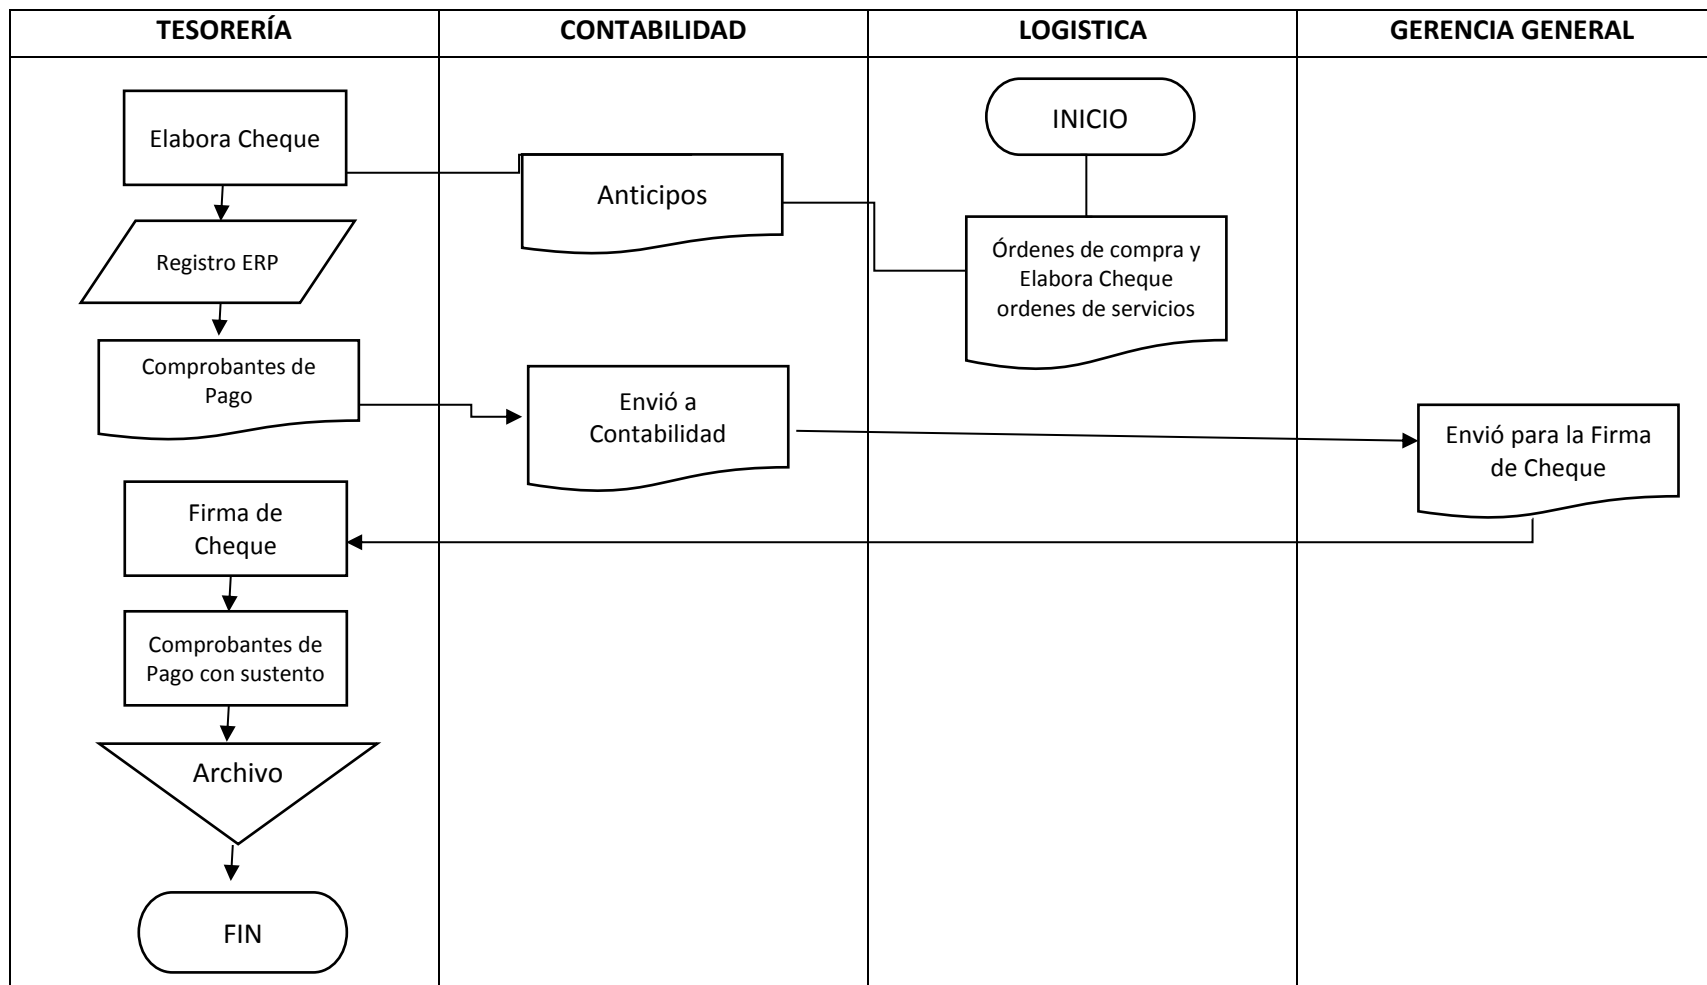 TESORERÍA
CONTABILIDAD
LOGISTICA
GERENCIA GENERAL
Elabora Cheque
Registro ERP
Comprobantes de
Pago
Firma de
Cheque
Comprobantes de
Pago con sustento
Archivo
FIN
Anticipos
Envió a
Contabilidad
INICIO
Órdenes de compra y
Elabora Cheque
ordenes de servicios
Envió para la Firma
de Cheque